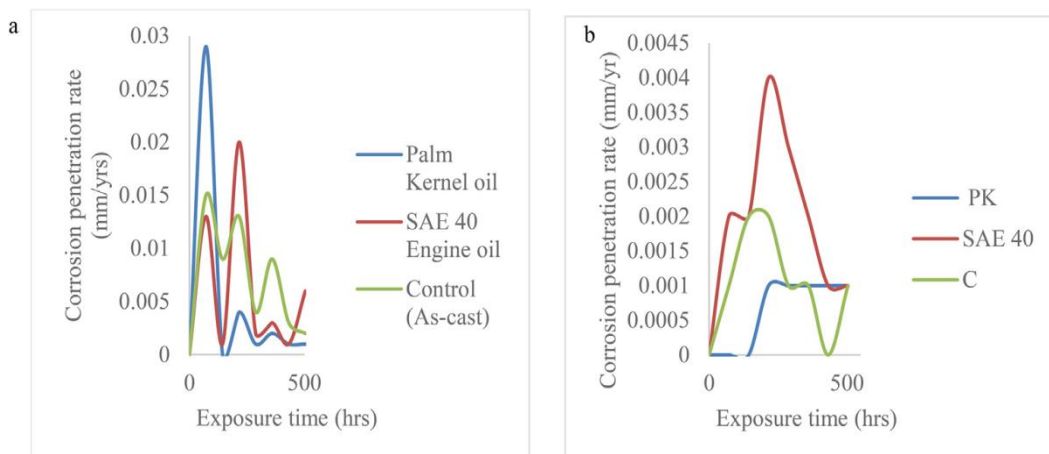 a
Corrosion penetration rate
(mm/yrs)
0.03
0.025
0.02
0.015
0.01
0.005
0
0
500
Exposure time (hrs)
Palm
Kernel oil
SAE 40
Engine oil
Control
(As-cast)
b
Corrosion penetration rate (mm/yr)
0.0045
0.004
0.0035
0.003
0.0025
0.002
0.0015
0.001
0.0005
0
0
500
Exposure time (hrs)
PK
SAE 40
C